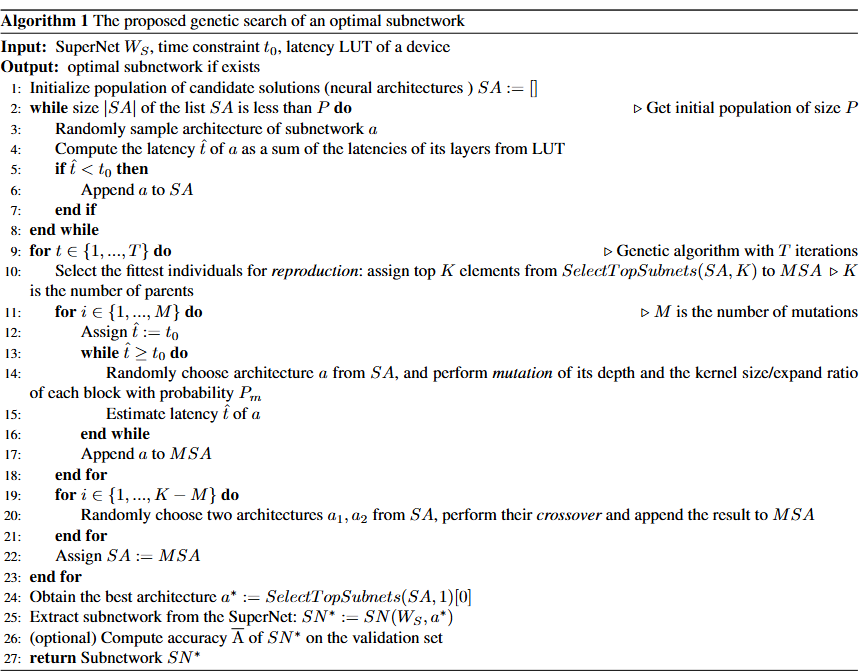 Algorithm 1 The proposed genetic search of an optimal subnetwork
Input: SuperNet W_S, time constraint t_0, latency LUT of a device
Output: optimal subnetwork if exists
1: Initialize population of candidate solutions (neural architectures ) SA := []
2: while size |SA| of the list SA is less than P do ▷ Get initial population of size P
3: Randomly sample architecture of subnetwork a
4: Compute the latency t̂ of a as a sum of the latencies of its layers from LUT
5: if t̂ < t_0 then
6: Append a to SA
7: end if
8: end while
9: for t ∈ {1, ..., T} do ▷ Genetic algorithm with T iterations
10: Select the fittest individuals for reproduction: assign top K elements from SelectTopSubnets(SA, K) to MSA ▷ K
is the number of parents
11: for i ∈ {1, ..., M} do ▷ M is the number of mutations
12: Assign t̂ := t_0
13: while t̂ ≥ t_0 do
14: Randomly choose architecture a from SA, and perform mutation of its depth and the kernel size/expand ratio
of each block with probability P_m
15: Estimate latency t̂ of a
16: end while
17: Append a to MSA
18: end for
19: for i ∈ {1, ..., K − M} do
20: Randomly choose two architectures a_1, a_2 from SA, perform their crossover and append the result to MSA
21: end for
22: Assign SA := MSA
23: end for
24: Obtain the best architecture a* := SelectTopSubnets(SA, 1)[0]
25: Extract subnetwork from the SuperNet: SN* := SN(W_S, a*)
26: (optional) Compute accuracy A̅ of SN* on the validation set
27: return Subnetwork SN*